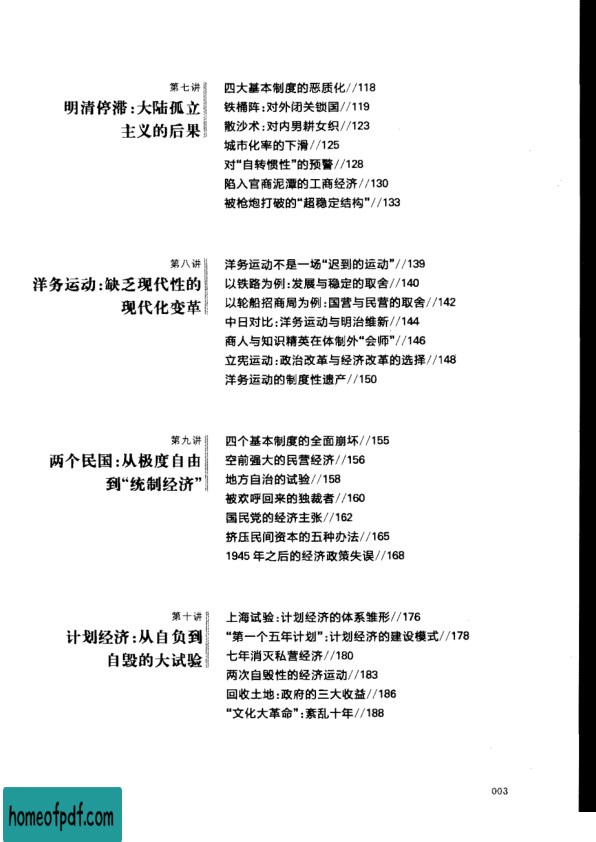 第七讲
明清停滞:大陆孤立
主义的后果
四大基本制度的恶质化//118
铁桶阵:对外闭关锁国//119
散沙术:对内男耕女织//123
城市化率的下滑//125
对“自转惯性”的预警//128
陷入官商泥潭的工商经济//130
被枪炮打破的“超稳定结构”//133
第八讲
洋务运动:缺乏现代性的
现代化变革
洋务运动不是一场“迟到的运动”//139
以铁路为例:发展与稳定的取舍//140
以轮船招商局为例:国营与民营的取舍//142
中日对比:洋务运动与明治维新//144
商人与知识精英在体制外“会师”//146
立宪运动:政治改革与经济改革的选择//148
洋务运动的制度性遗产//150
第九讲
两个民国:从极度自由
到“统制经济”
四个基本制度的全面崩坏//155
空前强大的民营经济//156
地方自治的试验//158
被欢呼回来的独裁者//160
国民党的经济主张//162
挤压民间资本的五种办法//165
1945年之后的经济政策失误//168
第十讲
计划经济:从自负到
自毁的大试验
上海试验:计划经济的体系雏形//176
“第一个五年计划”:计划经济的建设模式//178
七年消灭私营经济//180
两次自毁性的经济运动//183
回收土地:政府的三大收益//186
“文化大革命”:紊乱十年//188
003
homeofpdf.com